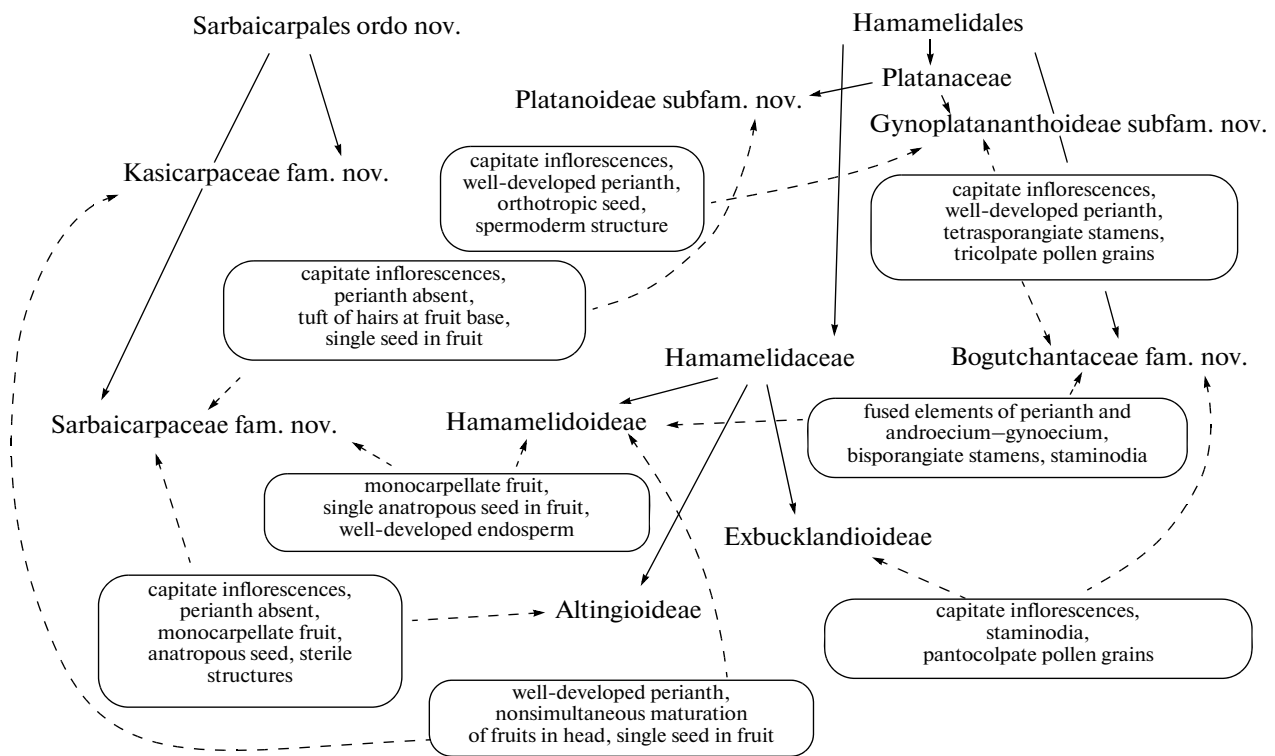 Sarbaicarpales ordo nov.
Hamamelidales
Platanaceae
Platanoideae subfam. nov.
Gynoplatananthoideae subfam. nov.
Kasicarpaceae fam. nov.
capitate inflorescences,
well-developed perianth,
orthotropic seed,
spermoderm structure
capitate inflorescences,
well-developed perianth,
tetrasporangiate stamens,
tricolpate pollen grains
capitate inflorescences,
perianth absent,
tuft of hairs at fruit base,
single seed in fruit
Hamamelidaceae
Bogutchantaceae fam. nov.
Sarbaicarpaceae fam. nov.
Hamamelidoideae
fused elements of perianth and
androecium–gynoecium,
bisporangiate stamens, staminodia
monocarpellate fruit,
single anatropous seed in fruit,
well-developed endosperm
Exbucklandioideae
capitate inflorescences,
perianth absent,
monocarpellate fruit,
anatropous seed, sterile
structures
Altingioideae
capitate inflorescences,
staminodia,
pantocolpate pollen grains
well-developed perianth,
nonsimultaneous maturation
of fruits in head, single seed in fruit